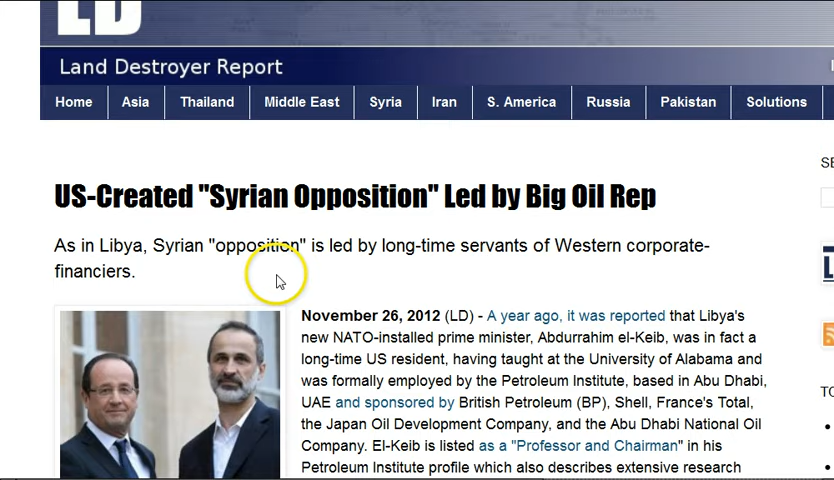 LD
Land Destroyer Report
Home Asia Thailand Middle East Syria Iran S. America Russia Pakistan Solutions
SE
US-Created "Syrian Opposition" Led by Big Oil Rep
As in Libya, Syrian "opposition" is led by long-time servants of Western corporate-
financiers.
November 26, 2012 (LD) - A year ago, it was reported that Libya's
new NATO-installed prime minister, Abdurrahim el-Keib, was in fact a
long-time US resident, having taught at the University of Alabama and
was formally employed by the Petroleum Institute, based in Abu Dhabi,
UAE and sponsored by British Petroleum (BP), Shell, France's Total,
the Japan Oil Development Company, and the Abu Dhabi National Oil
Company. El-Keib is listed as a "Professor and Chairman" in his
Petroleum Institute profile which also describes extensive research
TO